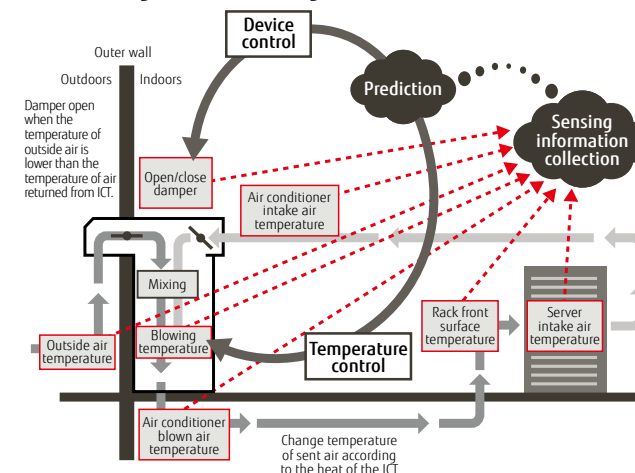 Device
control
Outer wall
Outdoors
Indoors
Prediction
Damper open
when the
temperature of
outside air is
lower than the
temperature of air
returned from ICT.
Sensing
information
collection
Open/close
damper
Air conditioner
intake air
temperature
Mixing
Outside air
temperature
Blowing
temperature
Temperature
control
Rack front
surface
temperature
Server
intake air
temperature
Air conditioner
blown air
temperature
Change temperature
of sent air according
to the heat of the ICT